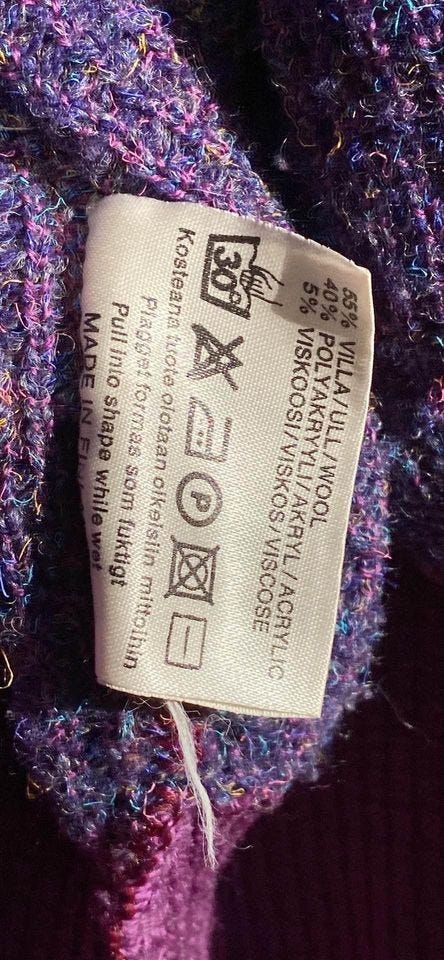 55% VILLA/ULL/WOOL
40% POLYAKRYYLI/AKRYL/ACRYLIC
5% VISKOOSI/VISKOS/VISCOSE
30° P
Kosteana tuote olotaan oikeisiin mittoihin
Plagget formas som fuktigt
Pull into shape while wet
MADE IN